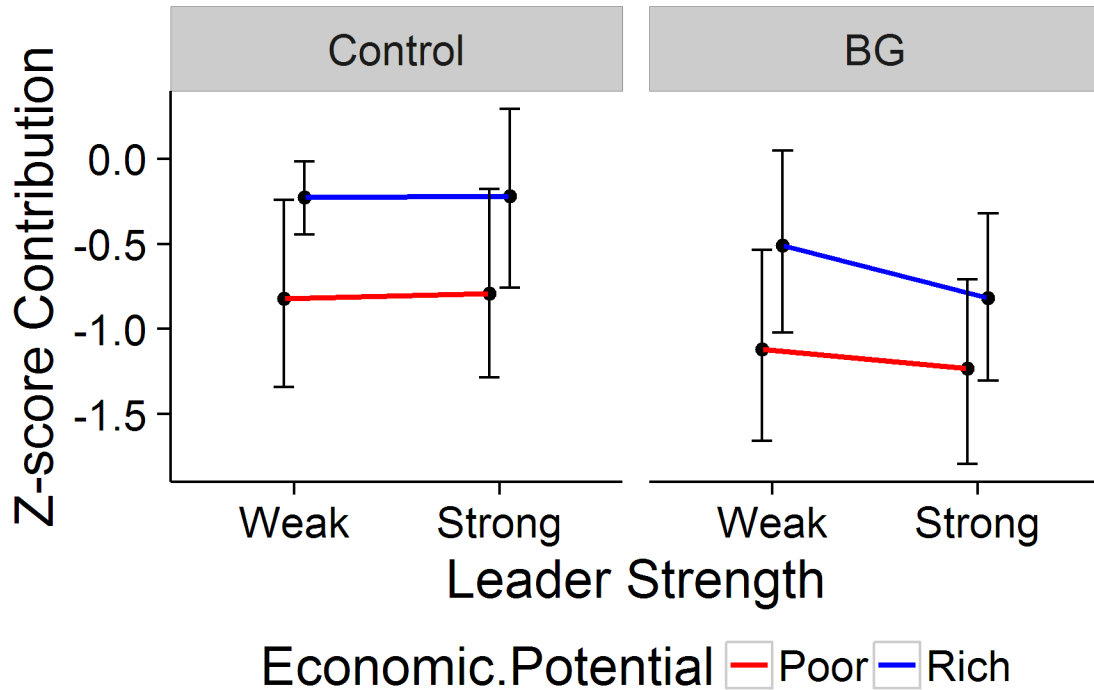 Control BG
Z-score Contribution
0.0
-0.5
-1.0
-1.5
Weak Strong Weak Strong
Leader Strength
Economic.Potential Poor Rich